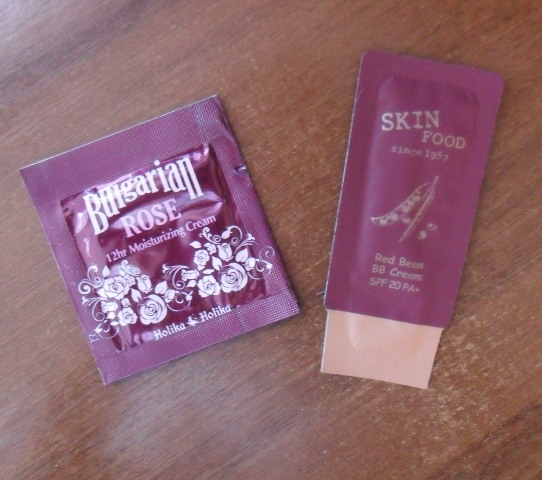 Bulgarian
ROSE
12hr Moisturizing Cream
Holika Holika
SKIN
FOOD
since 1957
Red Bean
BB Cream
SPF 20 PA+